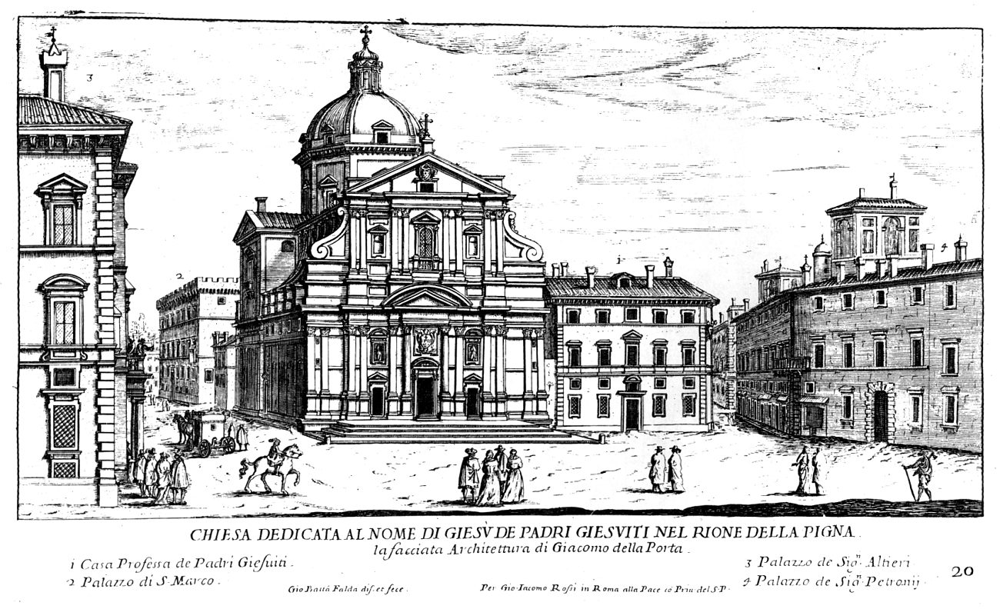 3
2
1
4
CHIESA DEDICATA AL NOME DI GIESV̀ DE PADRI GIESVITI NEL RIONE DELLA PIGNA.
la facciata Architettura di Giacomo della Porta.
1 Casa Professa de Padri Giesuiti.
2 Palazzo di S. Marco.
3 Palazzo de Sig.ri Altieri
4 Palazzo de Sig.ri Petronij
20
Gio Batta Falda dis. et fece.
Per Gio Iacomo Rossi in Roma alla Pace cō Priu del S.P.